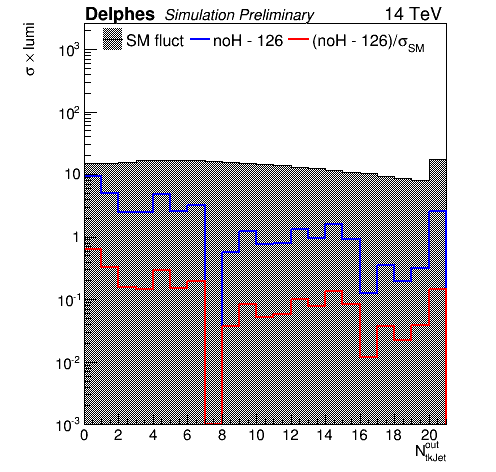 Delphes Simulation Preliminary 14 TeV
σ × lumi
SM fluct noH - 126 (noH - 126)/σ_SM
10³
10²
10
1
10⁻¹
10⁻²
10⁻³
0 2 4 6 8 10 12 14 16 18 20
N^out_tkJet